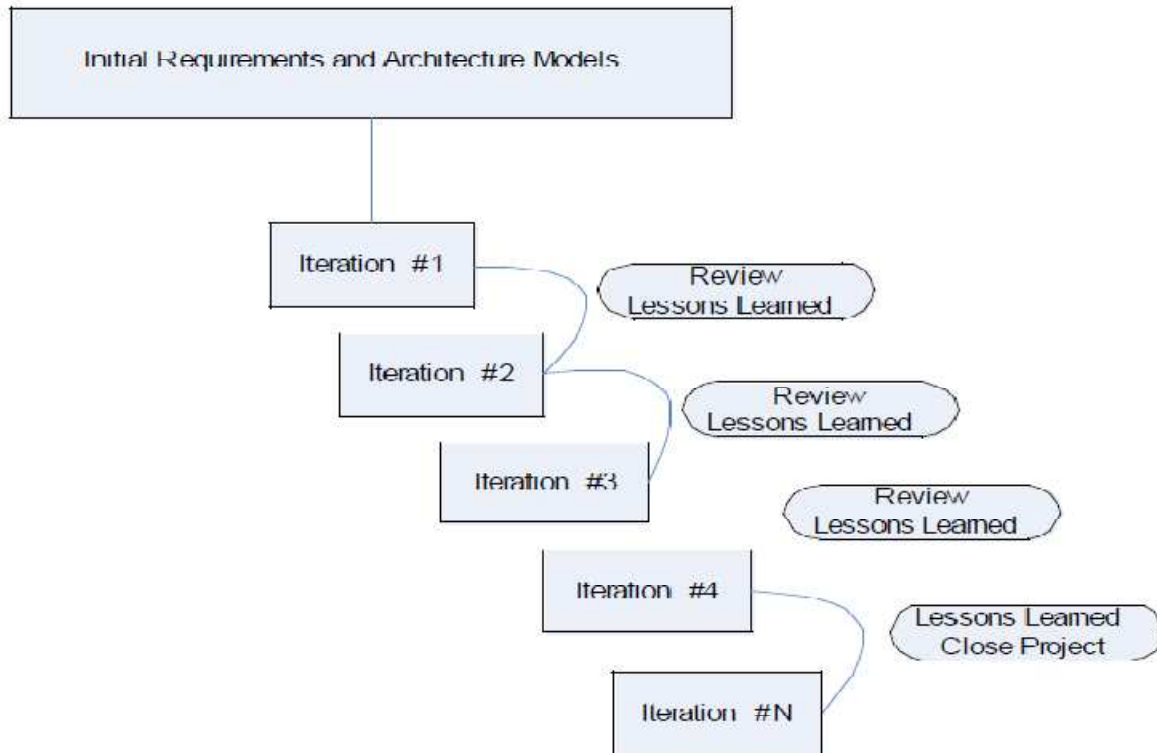 Initial Requirements and Architecture Models
Iteration #1
Review
Lessons Learned
Iteration #2
Review
Lessons Learned
Iteration #3
Review
Lessons Learned
Iteration #4
Lessons Learned
Close Project
Iteration #N